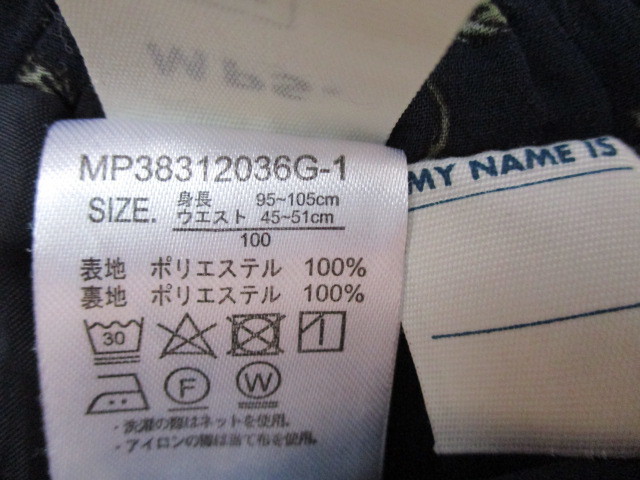 MP38312036G-1
SIZE. 身長 95~105cm
ウエスト 45~51cm
100
表地 ポリエステル 100%
裏地 ポリエステル 100%
30
F W
・洗濯の際はネットを使用。
・アイロンの際は当て布を使用。
MY NAME IS